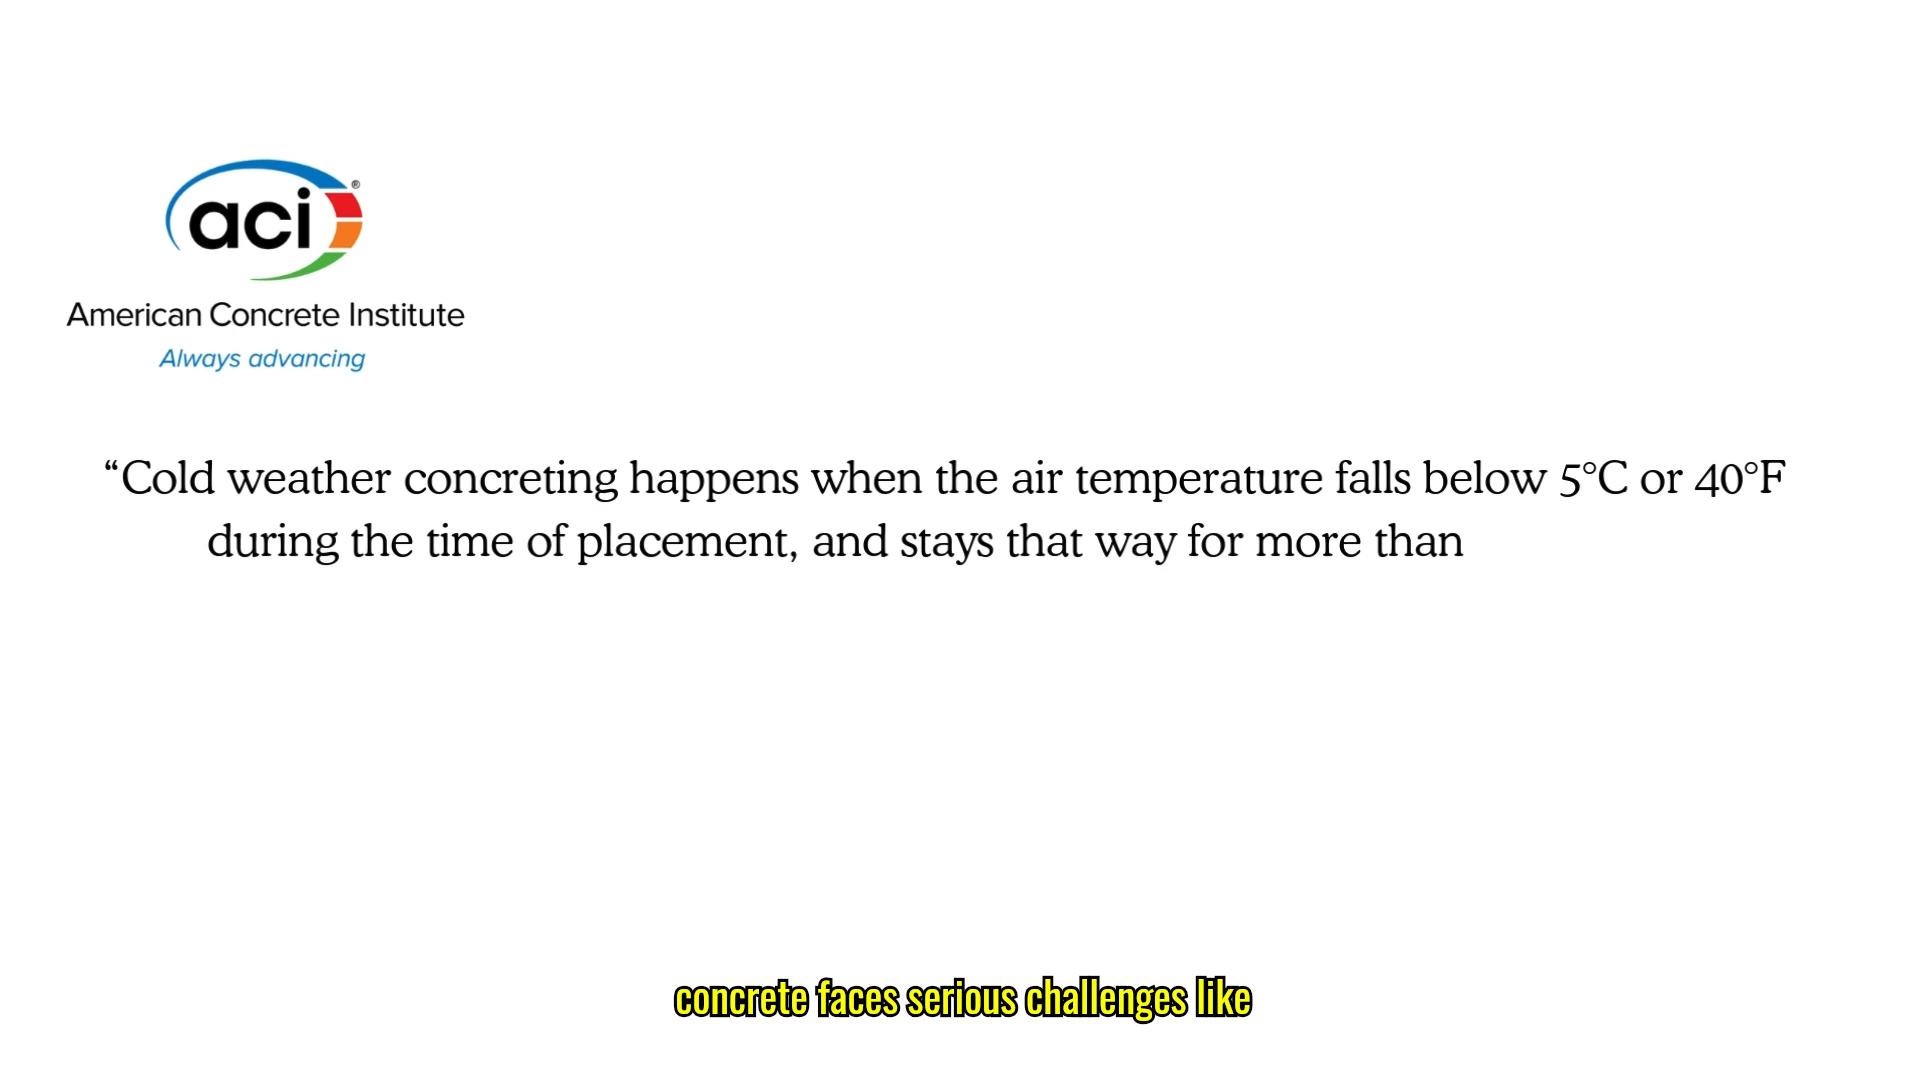 aci®
American Concrete Institute
Always advancing
“Cold weather concreting happens when the air temperature falls below 5°C or 40°F
during the time of placement, and stays that way for more than
concrete faces serious challenges like